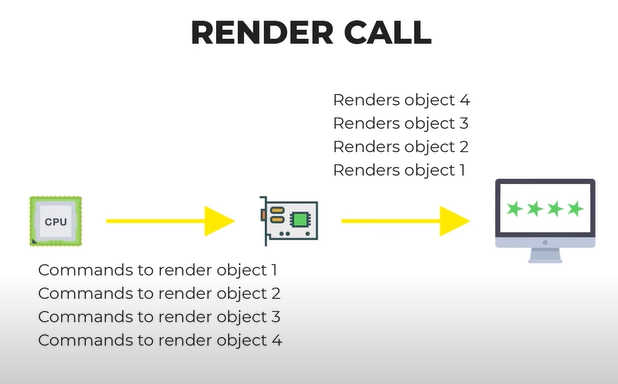 RENDER CALL
Renders object 4
Renders object 3
Renders object 2
Renders object 1
CPU
Commands to render object 1
Commands to render object 2
Commands to render object 3
Commands to render object 4